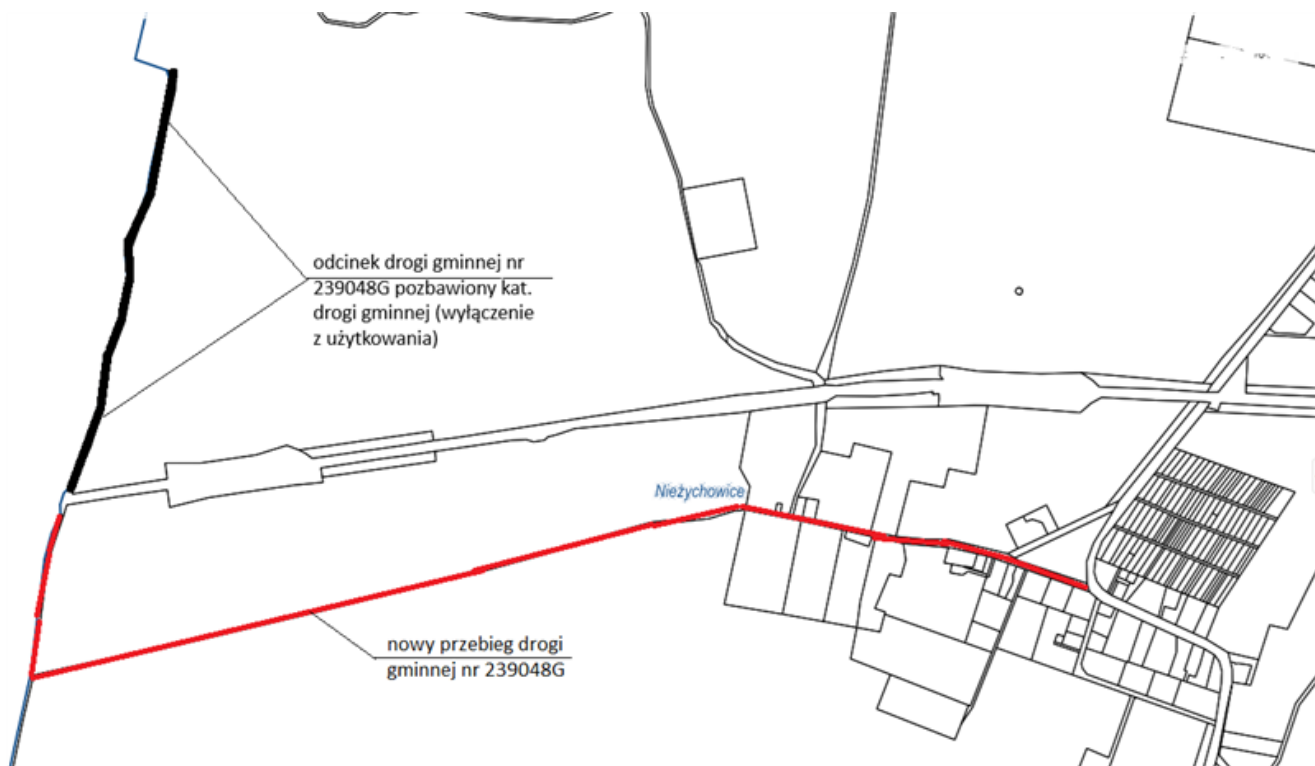 odcinek drogi gminnej nr
239048G pozbawiony kat.
drogi gminnej (wyłączenie
z użytkowania)
Nieżychowice
nowy przebieg drogi
gminnej nr 239048G